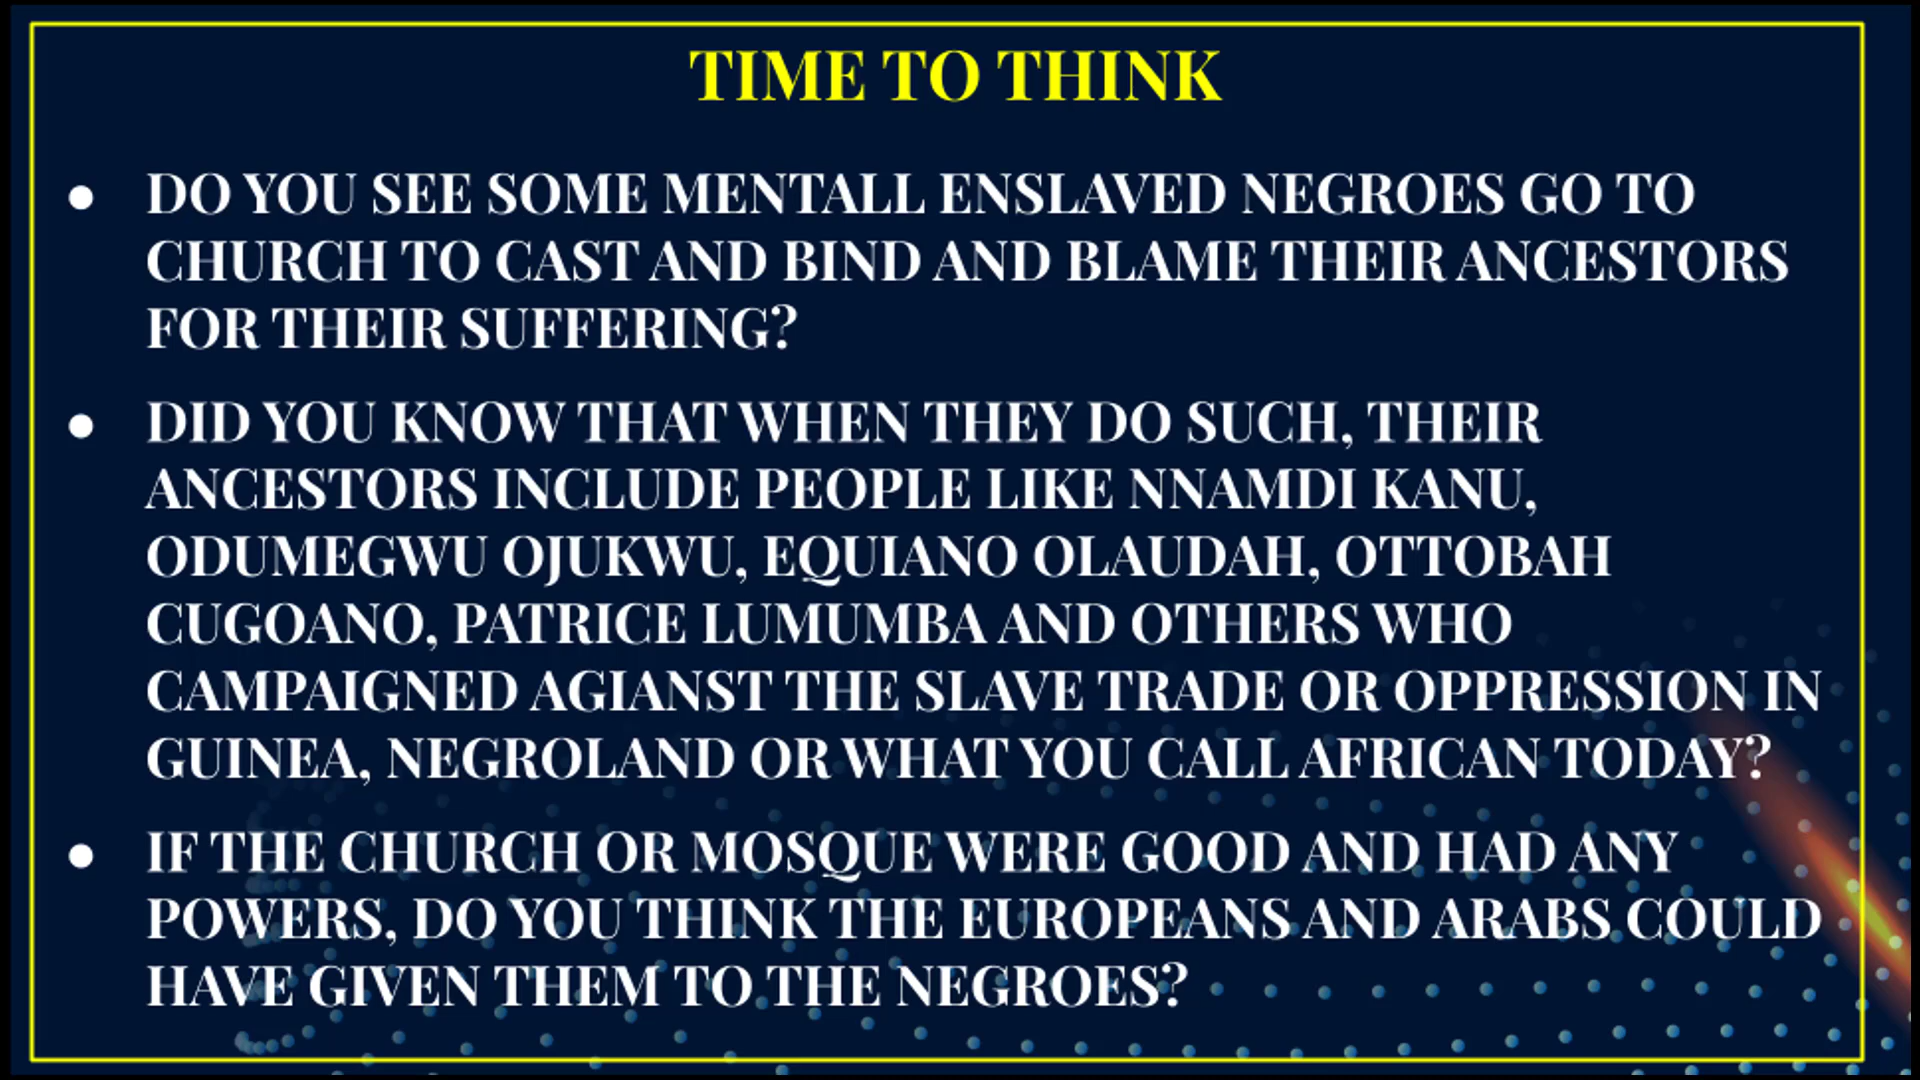 TIME TO THINK
● DO YOU SEE SOME MENTALL ENSLAVED NEGROES GO TO
CHURCH TO CAST AND BIND AND BLAME THEIR ANCESTORS
FOR THEIR SUFFERING?
● DID YOU KNOW THAT WHEN THEY DO SUCH, THEIR
ANCESTORS INCLUDE PEOPLE LIKE NNAMDI KANU,
ODUMEGWU OJUKWU, EQUIANO OLAUDAH, OTTOBAH
CUGOANO, PATRICE LUMUMBA AND OTHERS WHO
CAMPAIGNED AGIANST THE SLAVE TRADE OR OPPRESSION IN
GUINEA, NEGROLAND OR WHAT YOU CALL AFRICAN TODAY?
● IF THE CHURCH OR MOSQUE WERE GOOD AND HAD ANY
POWERS, DO YOU THINK THE EUROPEANS AND ARABS COULD
HAVE GIVEN THEM TO THE NEGROES?